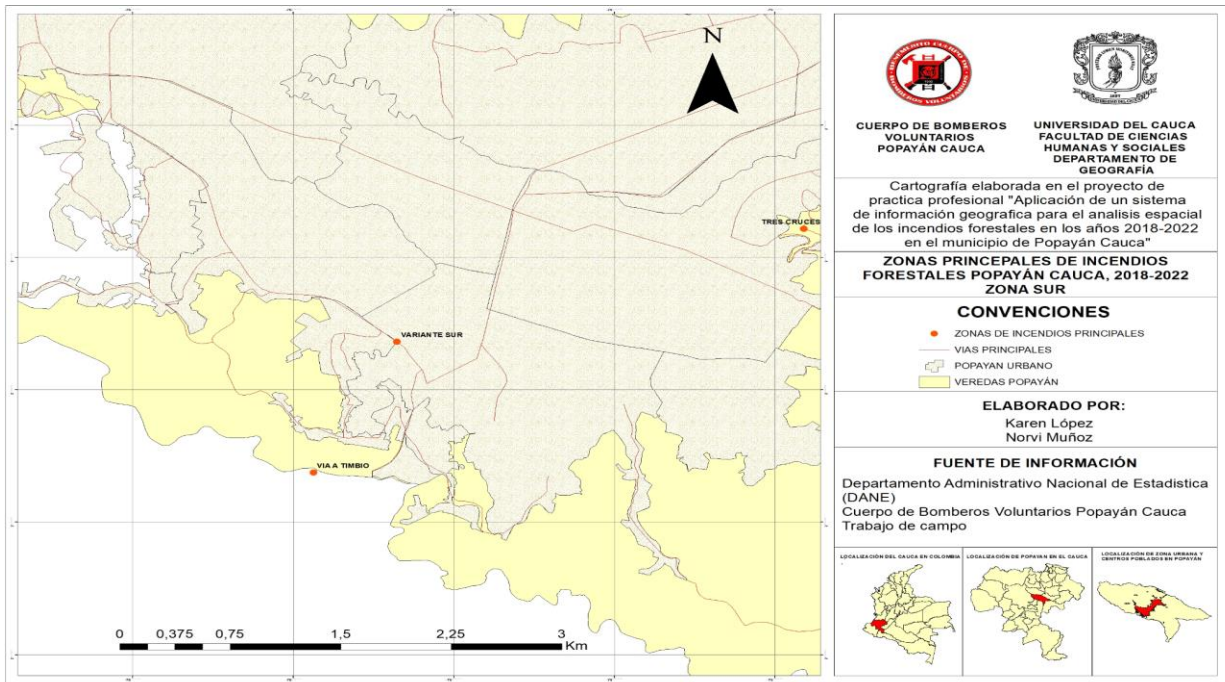 N
TRES CRUCES
VARIANTE SUR
VIA A TIMBIO
0 0,375 0,75 1,5 2,25 3
Km
CUERPO DE BOMBEROS
VOLUNTARIOS
POPAYÁN CAUCA
UNIVERSIDAD DEL CAUCA
FACULTAD DE CIENCIAS
HUMANAS Y SOCIALES
DEPARTAMENTO DE
GEOGRAFÍA
Cartografía elaborada en el proyecto de
practica profesional "Aplicación de un sistema
de información geografica para el analisis espacial
de los incendios forestales en los años 2018-2022
en el municipio de Popayán Cauca"
ZONAS PRINCEPALES DE INCENDIOS
FORESTALES POPAYÁN CAUCA, 2018-2022
ZONA SUR
CONVENCIONES
ZONAS DE INCENDIOS PRINCIPALES
VIAS PRINCIPALES
POPAYAN URBANO
VEREDAS POPAYÁN
ELABORADO POR:
Karen López
Norvi Muñoz
FUENTE DE INFORMACIÓN
Departamento Administrativo Nacional de Estadistica
(DANE)
Cuerpo de Bomberos Voluntarios Popayán Cauca
Trabajo de campo
LOCALIZACIÓN DEL CAUCA EN COLOMBIA
LOCALIZACIÓN DE POPAYAN EN EL CAUCA
LOCALIZACIÓN DE ZONA URBANA Y
CENTROS POBLADOS EN POPAYÁN